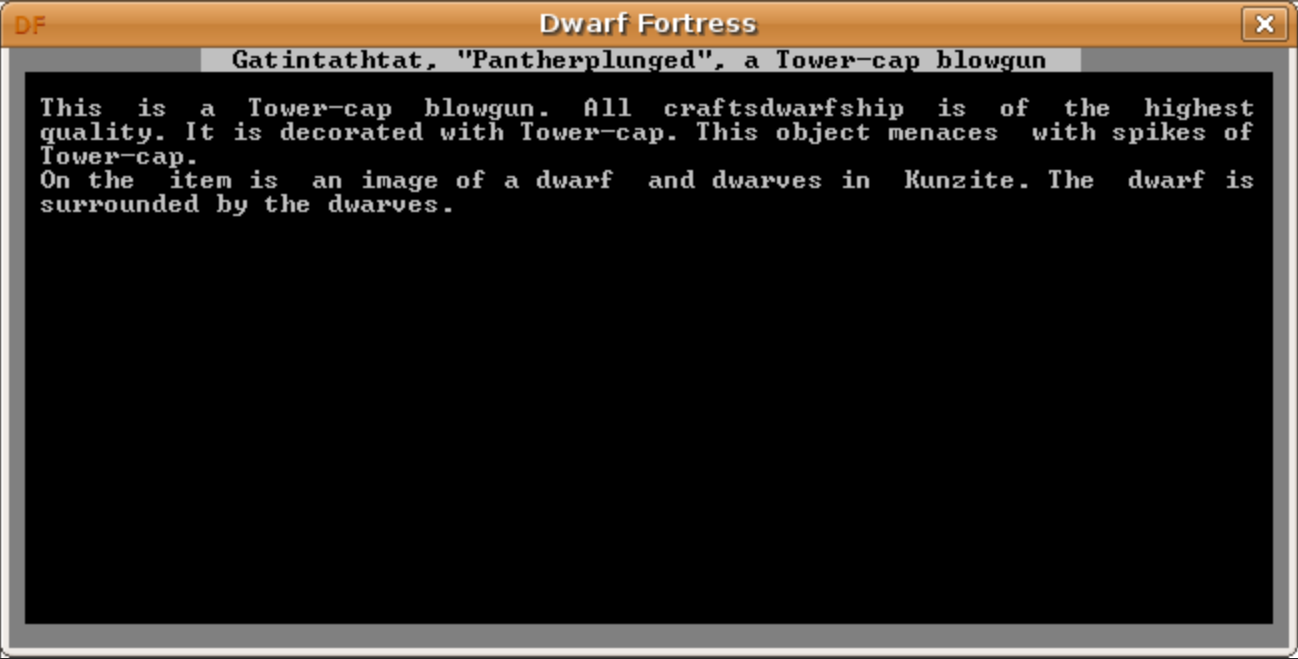 DF Dwarf Fortress
Gatintathtat, "Pantherplunged", a Tower-cap blowgun
This is a Tower-cap blowgun. All craftsdwarfship is of the highest
quality. It is decorated with Tower-cap. This object menaces with spikes of
Tower-cap.
On the item is an image of a dwarf and dwarves in Kunzite. The dwarf is
surrounded by the dwarves.